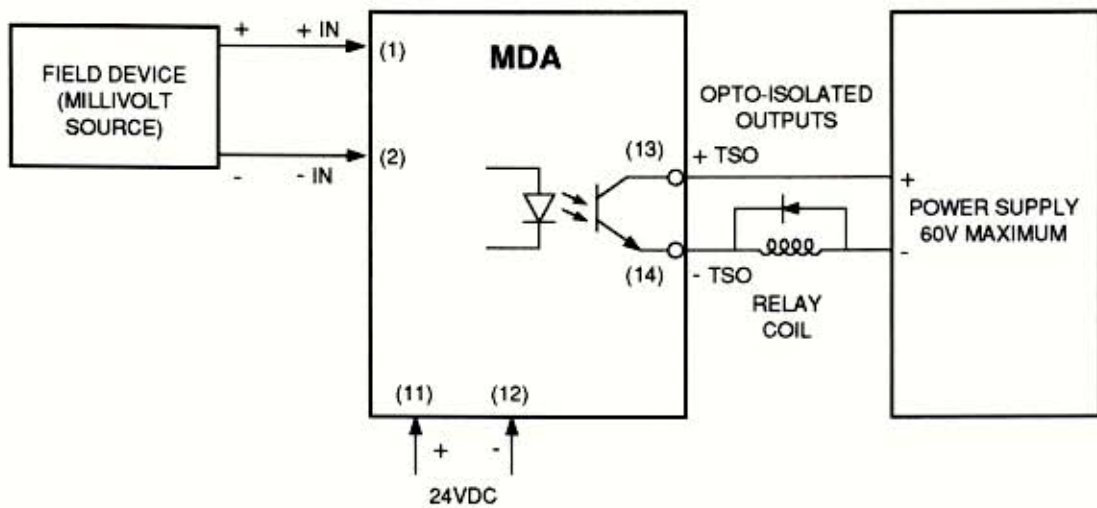 FIELD DEVICE
(MILLIVOLT
SOURCE)
+ + IN
- - IN
(1)
(2)
MDA
(13)
(14)
(11)
(12)
+ -
24VDC
OPTO-ISOLATED
OUTPUTS
+ TSO
- TSO
RELAY
COIL
+
-
POWER SUPPLY
60V MAXIMUM